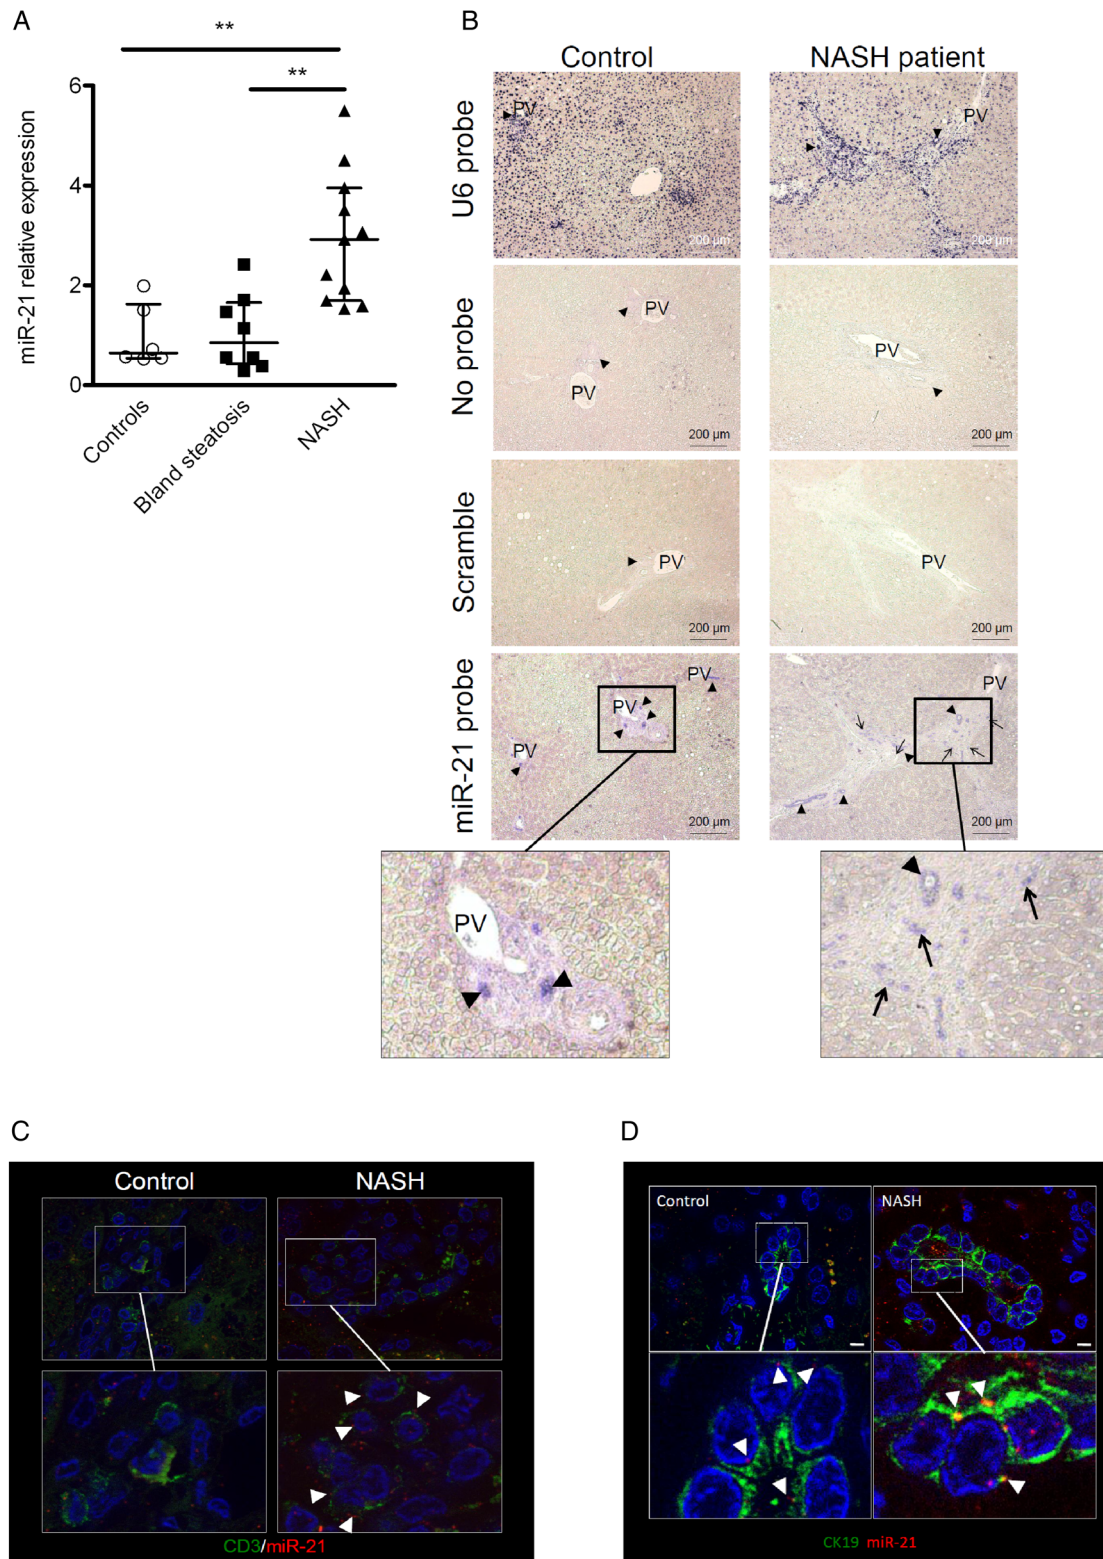 A
**
**
6
4
2
0
miR-21 relative expression
Controls
Bland steatosis
NASH
B
Control
NASH patient
U6 probe
PV
200 µm
PV
200 µm
No probe
PV
PV
200 µm
PV
200 µm
Scramble
PV
200 µm
PV
200 µm
miR-21 probe
PV
PV
PV
200 µm
PV
200 µm
PV
C
Control
NASH
CD3/miR-21
D
Control
NASH
CK19 miR-21